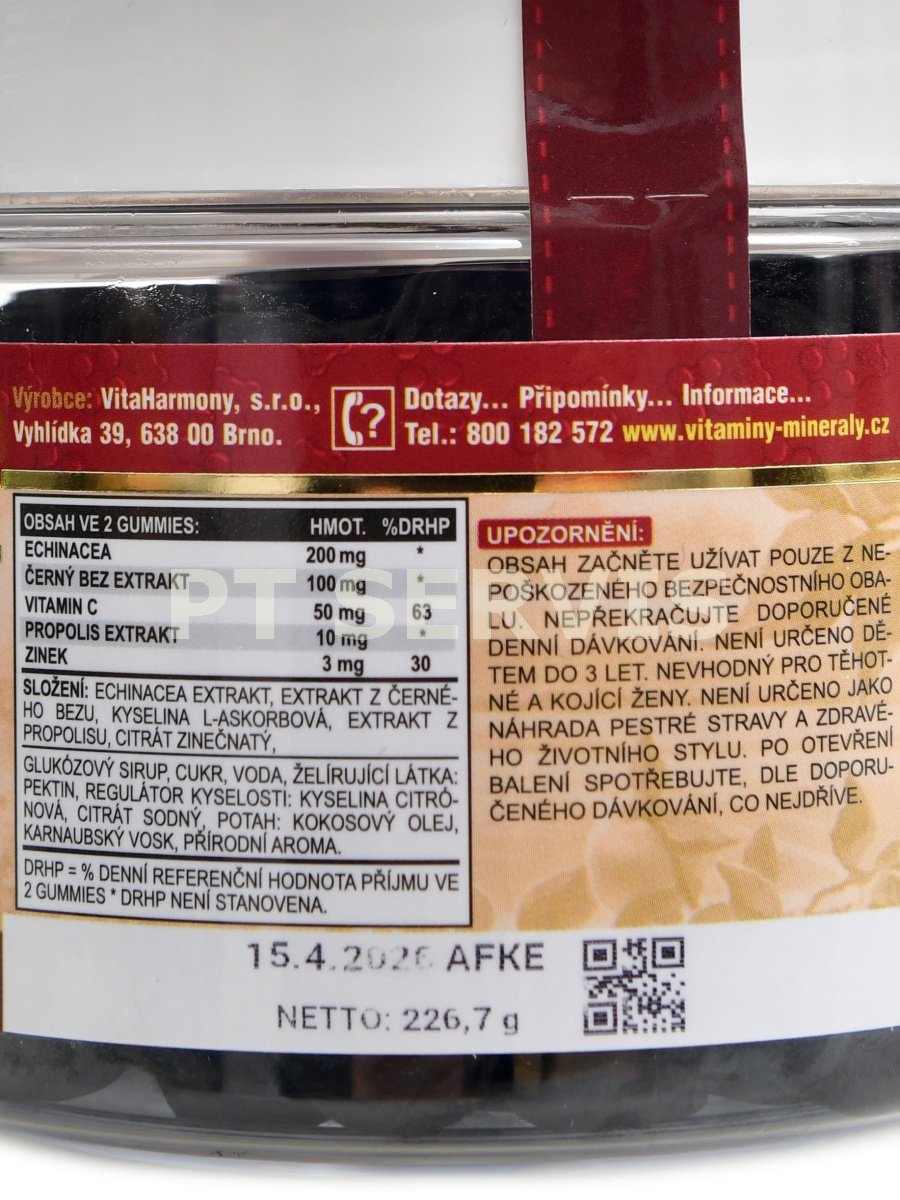 Výrobce: VitaHarmony, s.r.o.,
Vyhlídka 39, 638 00 Brno.
?
Dotazy... Připomínky... Informace...
Tel.: 800 182 572 www.vitaminy-mineraly.cz
OBSAH VE 2 GUMMIES: HMOT. %DRHP
ECHINACEA 200 mg *
ČERNÝ BEZ EXTRAKT 100 mg *
VITAMIN C 50 mg 63
PROPOLIS EXTRAKT 10 mg *
ZINEK 3 mg 30
SLOŽENÍ: ECHINACEA EXTRAKT, EXTRAKT Z ČERNÉ-
HO BEZU, KYSELINA L-ASKORBOVÁ, EXTRAKT Z
PROPOLISU, CITRÁT ZINEČNATÝ,
GLUKÓZOVÝ SIRUP, CUKR, VODA, ŽELÍRUJÍCÍ LÁTKA:
PEKTIN, REGULÁTOR KYSELOSTI: KYSELINA CITRÓ-
NOVÁ, CITRÁT SODNÝ, POTAH: KOKOSOVÝ OLEJ,
KARNAUBSKÝ VOSK, PŘÍRODNÍ AROMA.
DRHP = % DENNÍ REFERENČNÍ HODNOTA PŘÍJMU VE
2 GUMMIES * DRHP NENÍ STANOVENA.
UPOZORNĚNÍ:
OBSAH ZAČNĚTE UŽÍVAT POUZE Z NE-
POŠKOZENÉHO BEZPEČNOSTNÍHO OBA-
LU. NEPŘEKRAČUJTE DOPORUČENÉ
DENNÍ DÁVKOVÁNÍ. NENÍ URČENO DĚ-
TEM DO 3 LET. NEVHODNÝ PRO TĚHOT-
NÉ A KOJÍCÍ ŽENY. NENÍ URČENO JAKO
NÁHRADA PESTRÉ STRAVY A ZDRAVÉ-
HO ŽIVOTNÍHO STYLU. PO OTEVŘENÍ
BALENÍ SPOTŘEBUJTE, DLE DOPORU-
ČENÉHO DÁVKOVÁNÍ, CO NEJDŘÍVE.
15.4.2026 AFKE
NETTO: 226,7 g